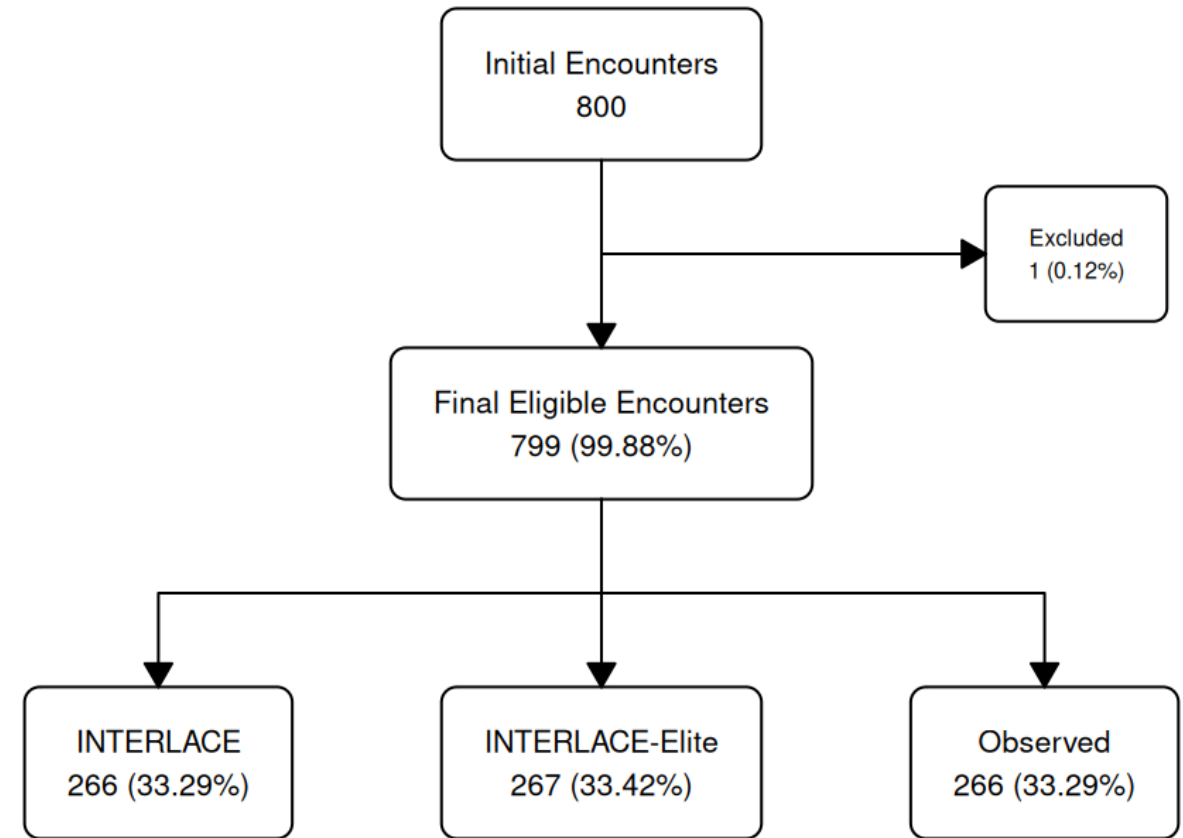 Initial Encounters
800
Excluded
1 (0.12%)
Final Eligible Encounters
799 (99.88%)
INTERLACE
266 (33.29%)
INTERLACE-Elite
267 (33.42%)
Observed
266 (33.29%)